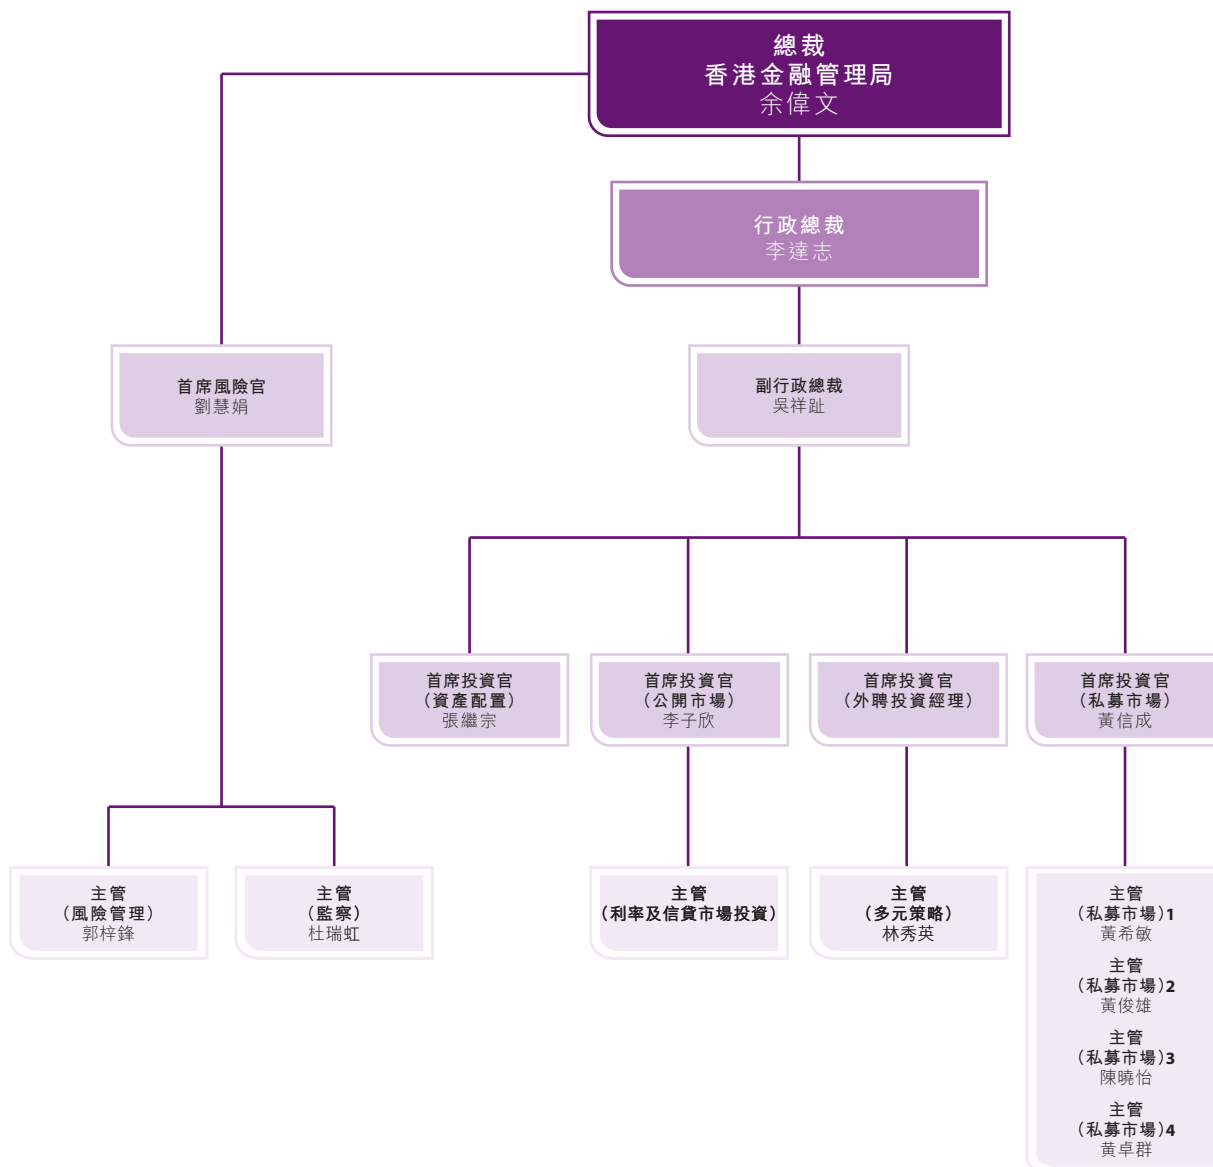 總裁
香港金融管理局
余偉文
行政總裁
李達志
首席風險官
劉慧娟
副行政總裁
吳祥趾
首席投資官
（資產配置）
張繼宗
首席投資官
（公開市場）
李子欣
首席投資官
（外聘投資經理）
首席投資官
（私募市場）
黃信成
主管
（風險管理）
郭梓鋒
主管
（監察）
杜瑞虹
主管
（利率及信貸市場投資）
主管
（多元策略）
林秀英
主管
（私募市場）1
黃希敏
主管
（私募市場）2
黃俊雄
主管
（私募市場）3
陳曉怡
主管
（私募市場）4
黃卓群